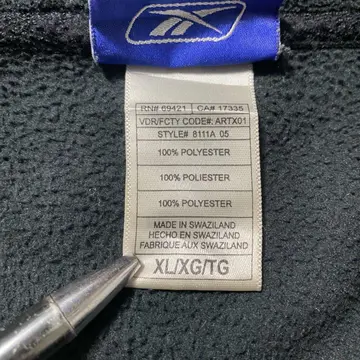 Reebok
RN# 69421 CA# 17335
VDR/FCTY CODE#: ARTX01
STYLE# 8111A 05
100% POLYESTER
100% POLIESTER
100% POLYESTER
MADE IN SWAZILAND
HECHO EN SWAZILAND
FABRIQUE AUX SWAZILAND
XL/XG/TG